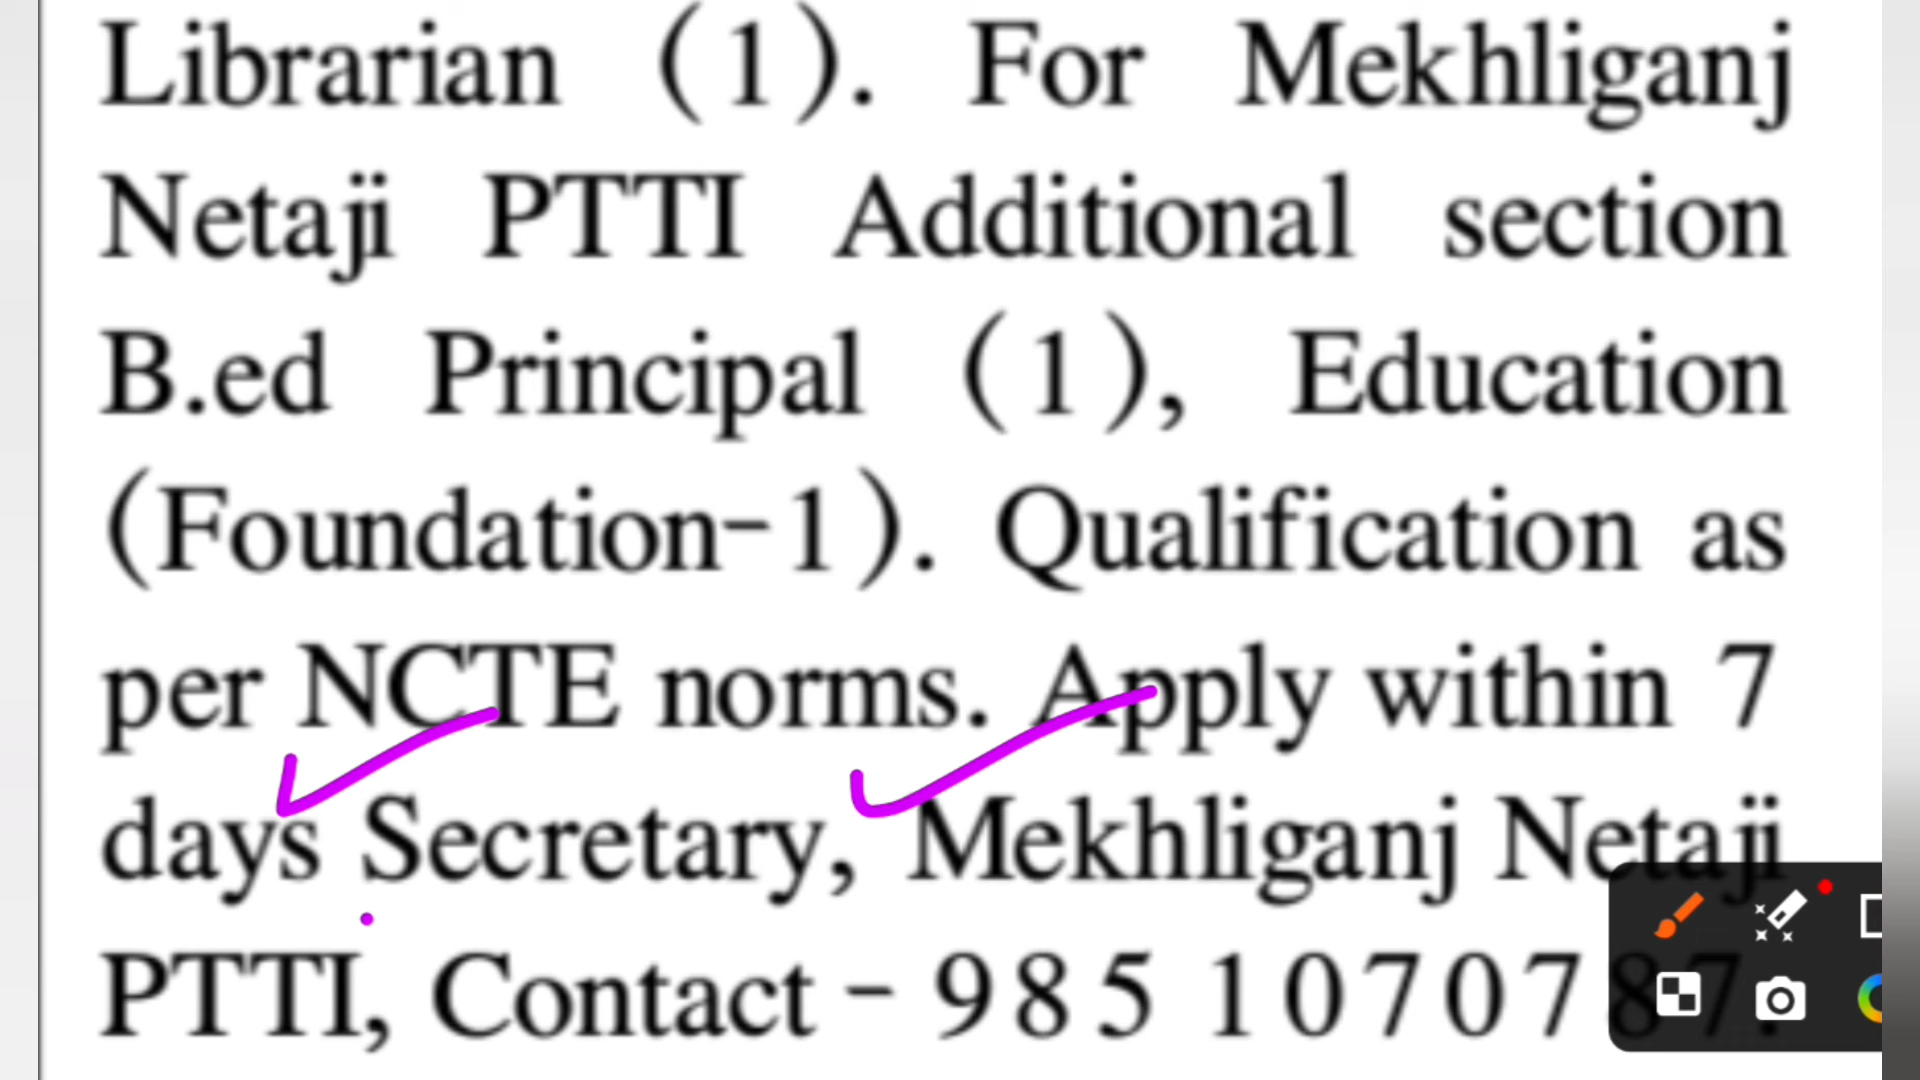 Librarian (1). For Mekhliganj
Netaji PTTI Additional section
B.ed Principal (1), Education
(Foundation-1). Qualification as
per NCTE norms. Apply within 7
days Secretary, Mekhliganj Netaji
PTTI, Contact - 985 1070787.